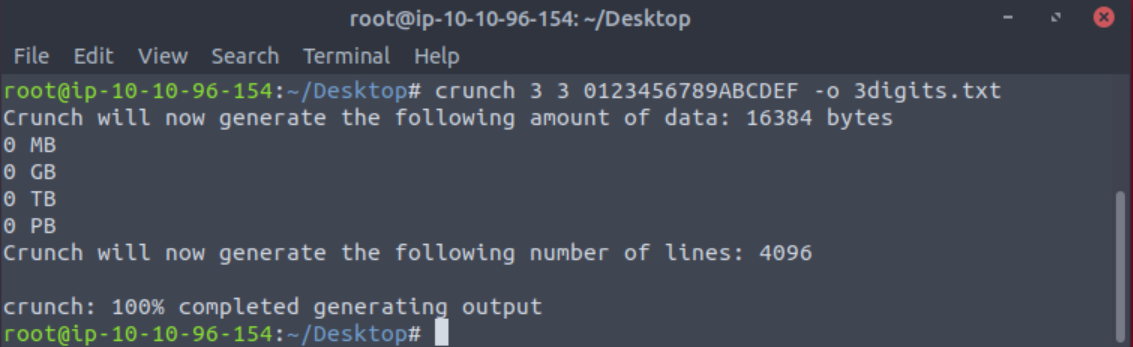 root@ip-10-10-96-154: ~/Desktop
File Edit View Search Terminal Help
root@ip-10-10-96-154:~/Desktop# crunch 3 3 0123456789ABCDEF -o 3digits.txt
Crunch will now generate the following amount of data: 16384 bytes
0 MB
0 GB
0 TB
0 PB
Crunch will now generate the following number of lines: 4096
crunch: 100% completed generating output
root@ip-10-10-96-154:~/Desktop#